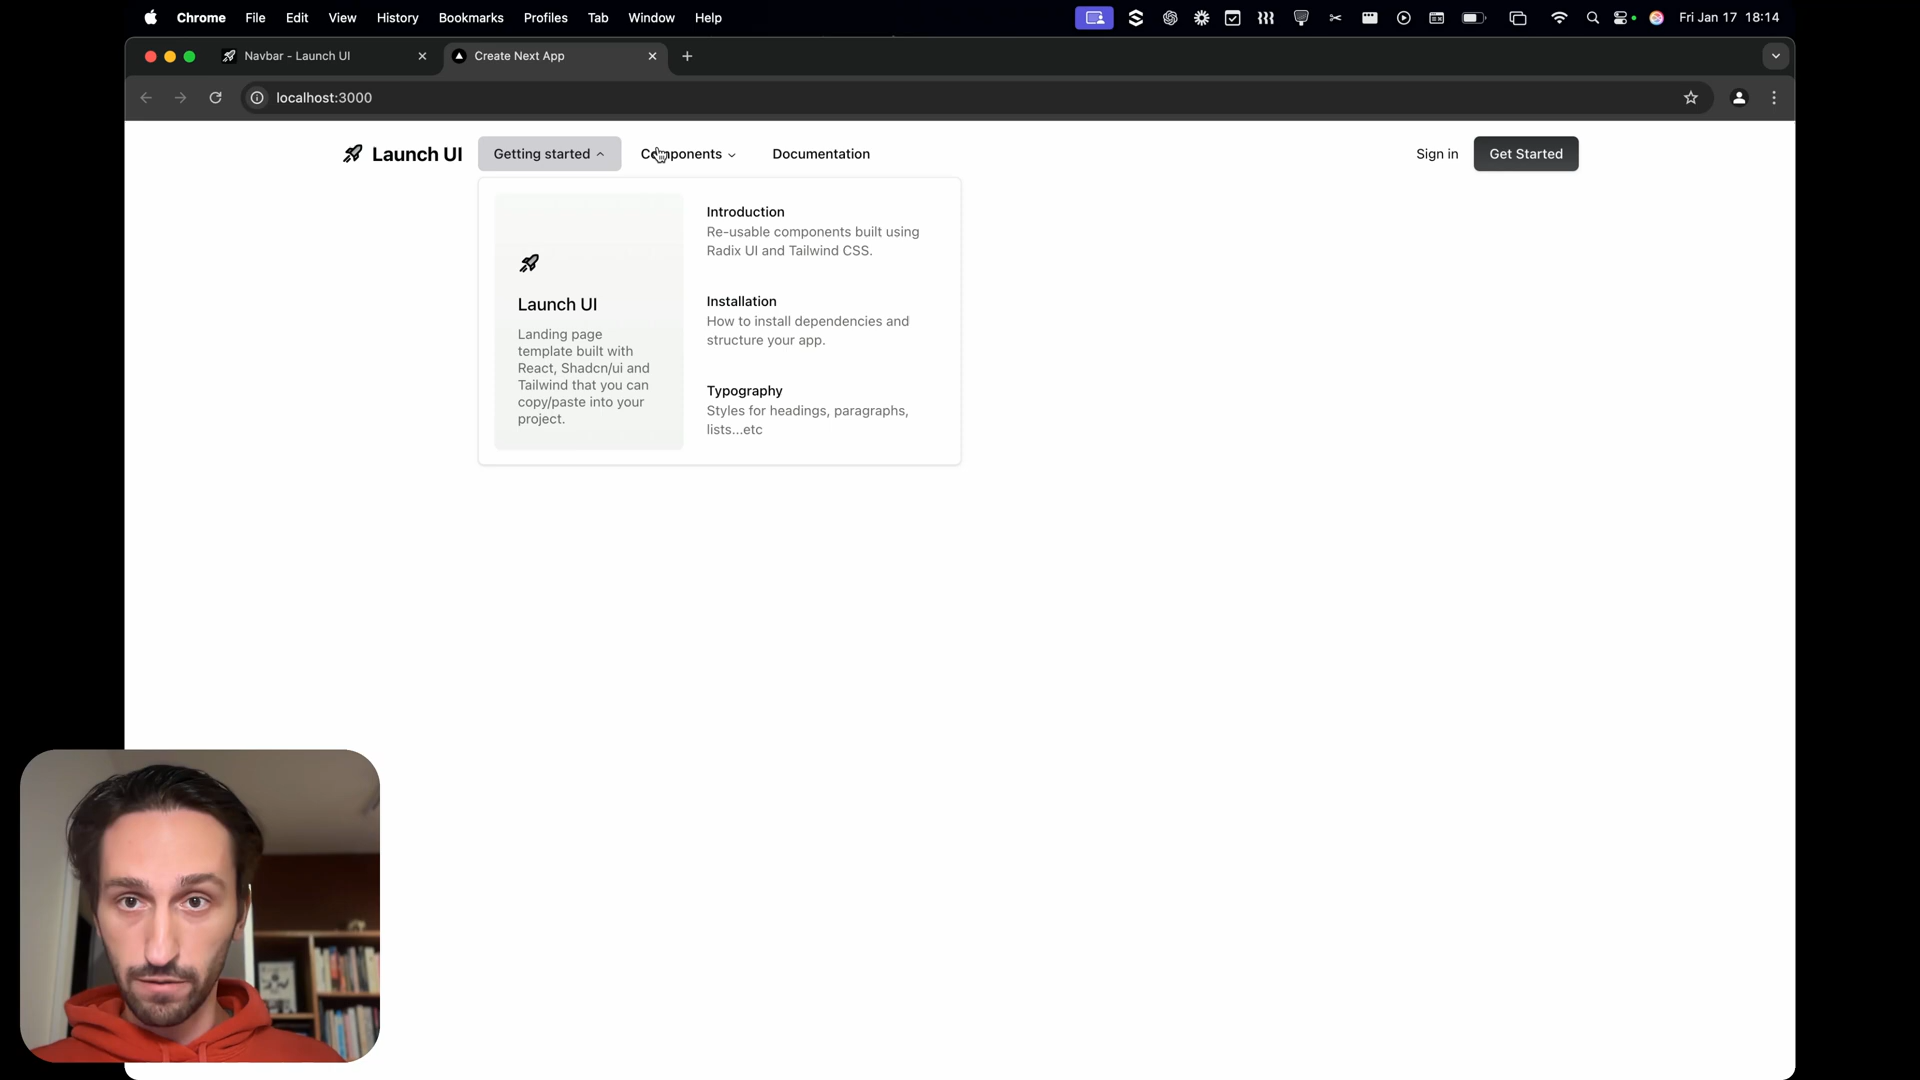 Chrome File Edit View History Bookmarks Profiles Tab Window Help Fri Jan 17 18:14
Navbar - Launch UI Create Next App
localhost:3000
Launch UI Getting started Components Documentation Sign in Get Started
Introduction
Re-usable components built using
Radix UI and Tailwind CSS.
Launch UI
Landing page
template built with
React, Shadcn/ui and
Tailwind that you can
copy/paste into your
project.
Installation
How to install dependencies and
structure your app.
Typography
Styles for headings, paragraphs,
lists...etc